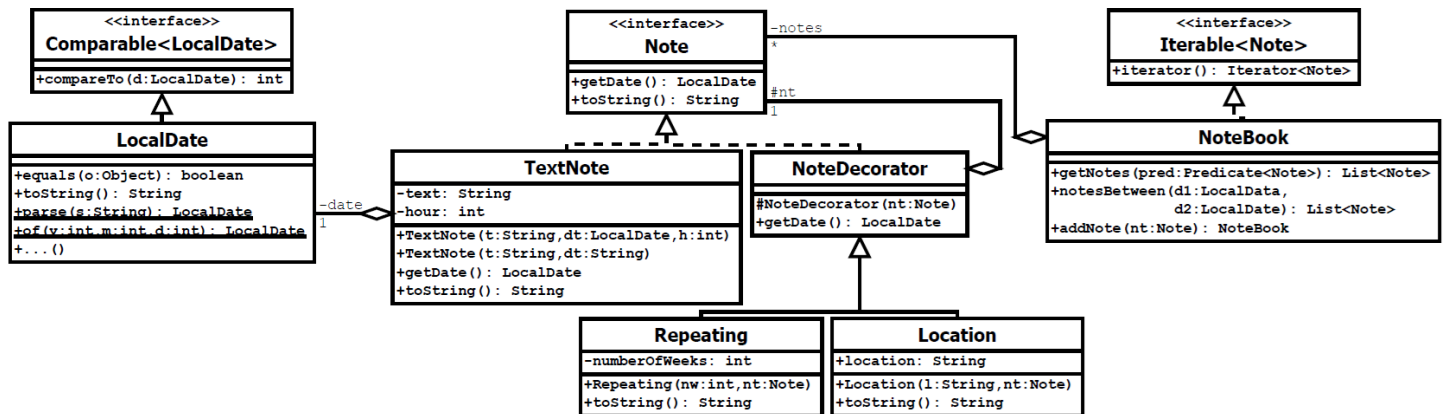 <<interface>>
Comparable<LocalDate>
+compareTo(d:LocalDate): int
LocalDate
+equals(o:Object): boolean
+toString(): String
+parse(s:String): LocalDate
+of(y:int,m:int,d:int): LocalDate
+...()
-date
1
<<interface>>
Note
+getDate(): LocalDate
+toString(): String
-notes
*
#nt
1
TextNote
-text: String
-hour: int
+TextNote(t:String,dt:LocalDate,h:int)
+TextNote(t:String,dt:String)
+getDate(): LocalDate
+toString(): String
NoteDecorator
#NoteDecorator(nt:Note)
+getDate(): LocalDate
<<interface>>
Iterable<Note>
+iterator(): Iterator<Note>
NoteBook
+getNotes(pred:Predicate<Note>): List<Note>
+notesBetween(d1:LocalData,
d2:LocalDate): List<Note>
+addNote(nt:Note): NoteBook
Repeating
-numberOfWeeks: int
+Repeating(nw:int,nt:Note)
+toString(): String
Location
+location: String
+Location(l:String,nt:Note)
+toString(): String